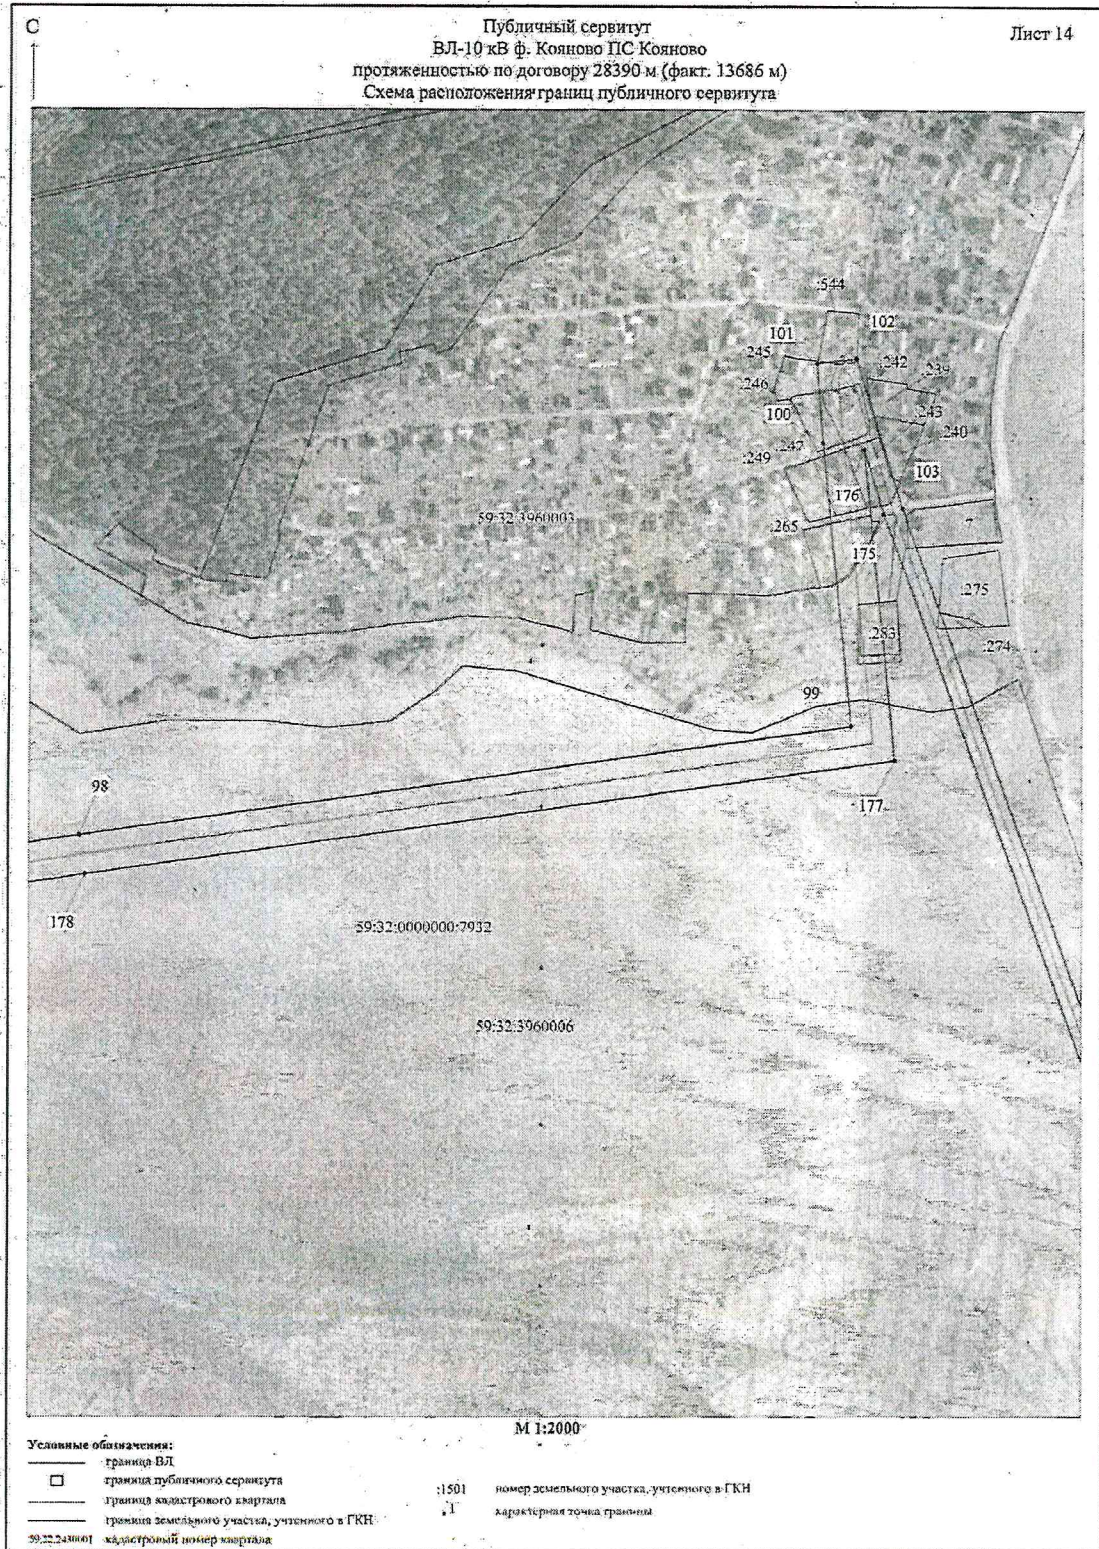 С
Публичный сервитут
Лист 14
ВЛ-10 кВ ф. Кояново ПС Кояново
протяженностью по договору 28390 м (факт. 13686 м)
Схема расположения границ публичного сервитута
:544
102
101
:245
:242
:239
:246
100
:243
:240
:247
:249
103
176
59:32:3960003
:265
175
:275
:283
:274
99
98
177
178
59:32:0000000:7932
59:32:3960006
М 1:2000
Условные обозначения:
граница ВЛ
граница публичного сервитута
:1501 номер земельного участка, учтенного в ГКН
граница кадастрового квартала
.1 характерная точка границы
граница земельного участка, учтенного в ГКН
59:22:2430001 кадастровый номер квартала